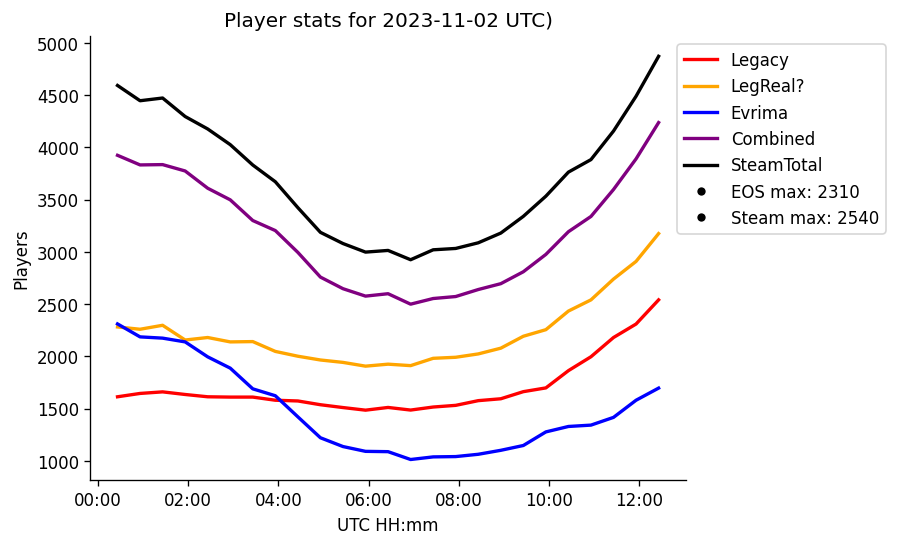 Player stats for 2023-11-02 UTC)
5000
4500
4000
3500
3000
2500
2000
1500
1000
Players
00:00 02:00 04:00 06:00 08:00 10:00 12:00
UTC HH:mm
Legacy
LegReal?
Evrima
Combined
SteamTotal
EOS max: 2310
Steam max: 2540